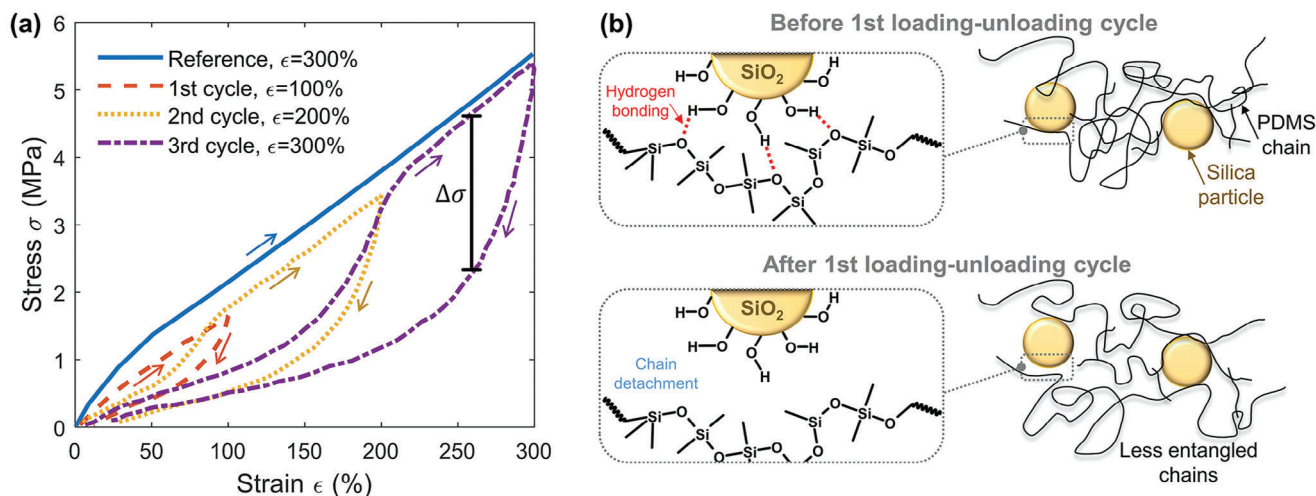 (a)
6
5
4
3
2
1
0
Stress σ (MPa)
Reference, ϵ=300%
1st cycle, ϵ=100%
2nd cycle, ϵ=200%
3rd cycle, ϵ=300%
Δσ
0 50 100 150 200 250 300
Strain ϵ (%)
(b)
Before 1st loading-unloading cycle
SiO2
H O O H
Hydrogen
bonding
H O O H O H
O O O
Si Si Si
Si Si O
O Si O Si
PDMS
chain
Silica
particle
After 1st loading-unloading cycle
SiO2
H O O H
H O O H O H
Chain
detachment
O O O
Si Si Si
Si Si O
O Si O
Less entangled
chains